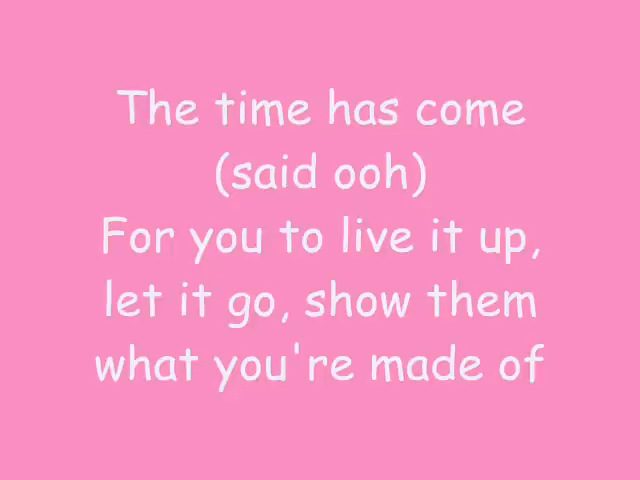 The time has come
(said ooh)
For you to live it up,
let it go, show them
what you're made of